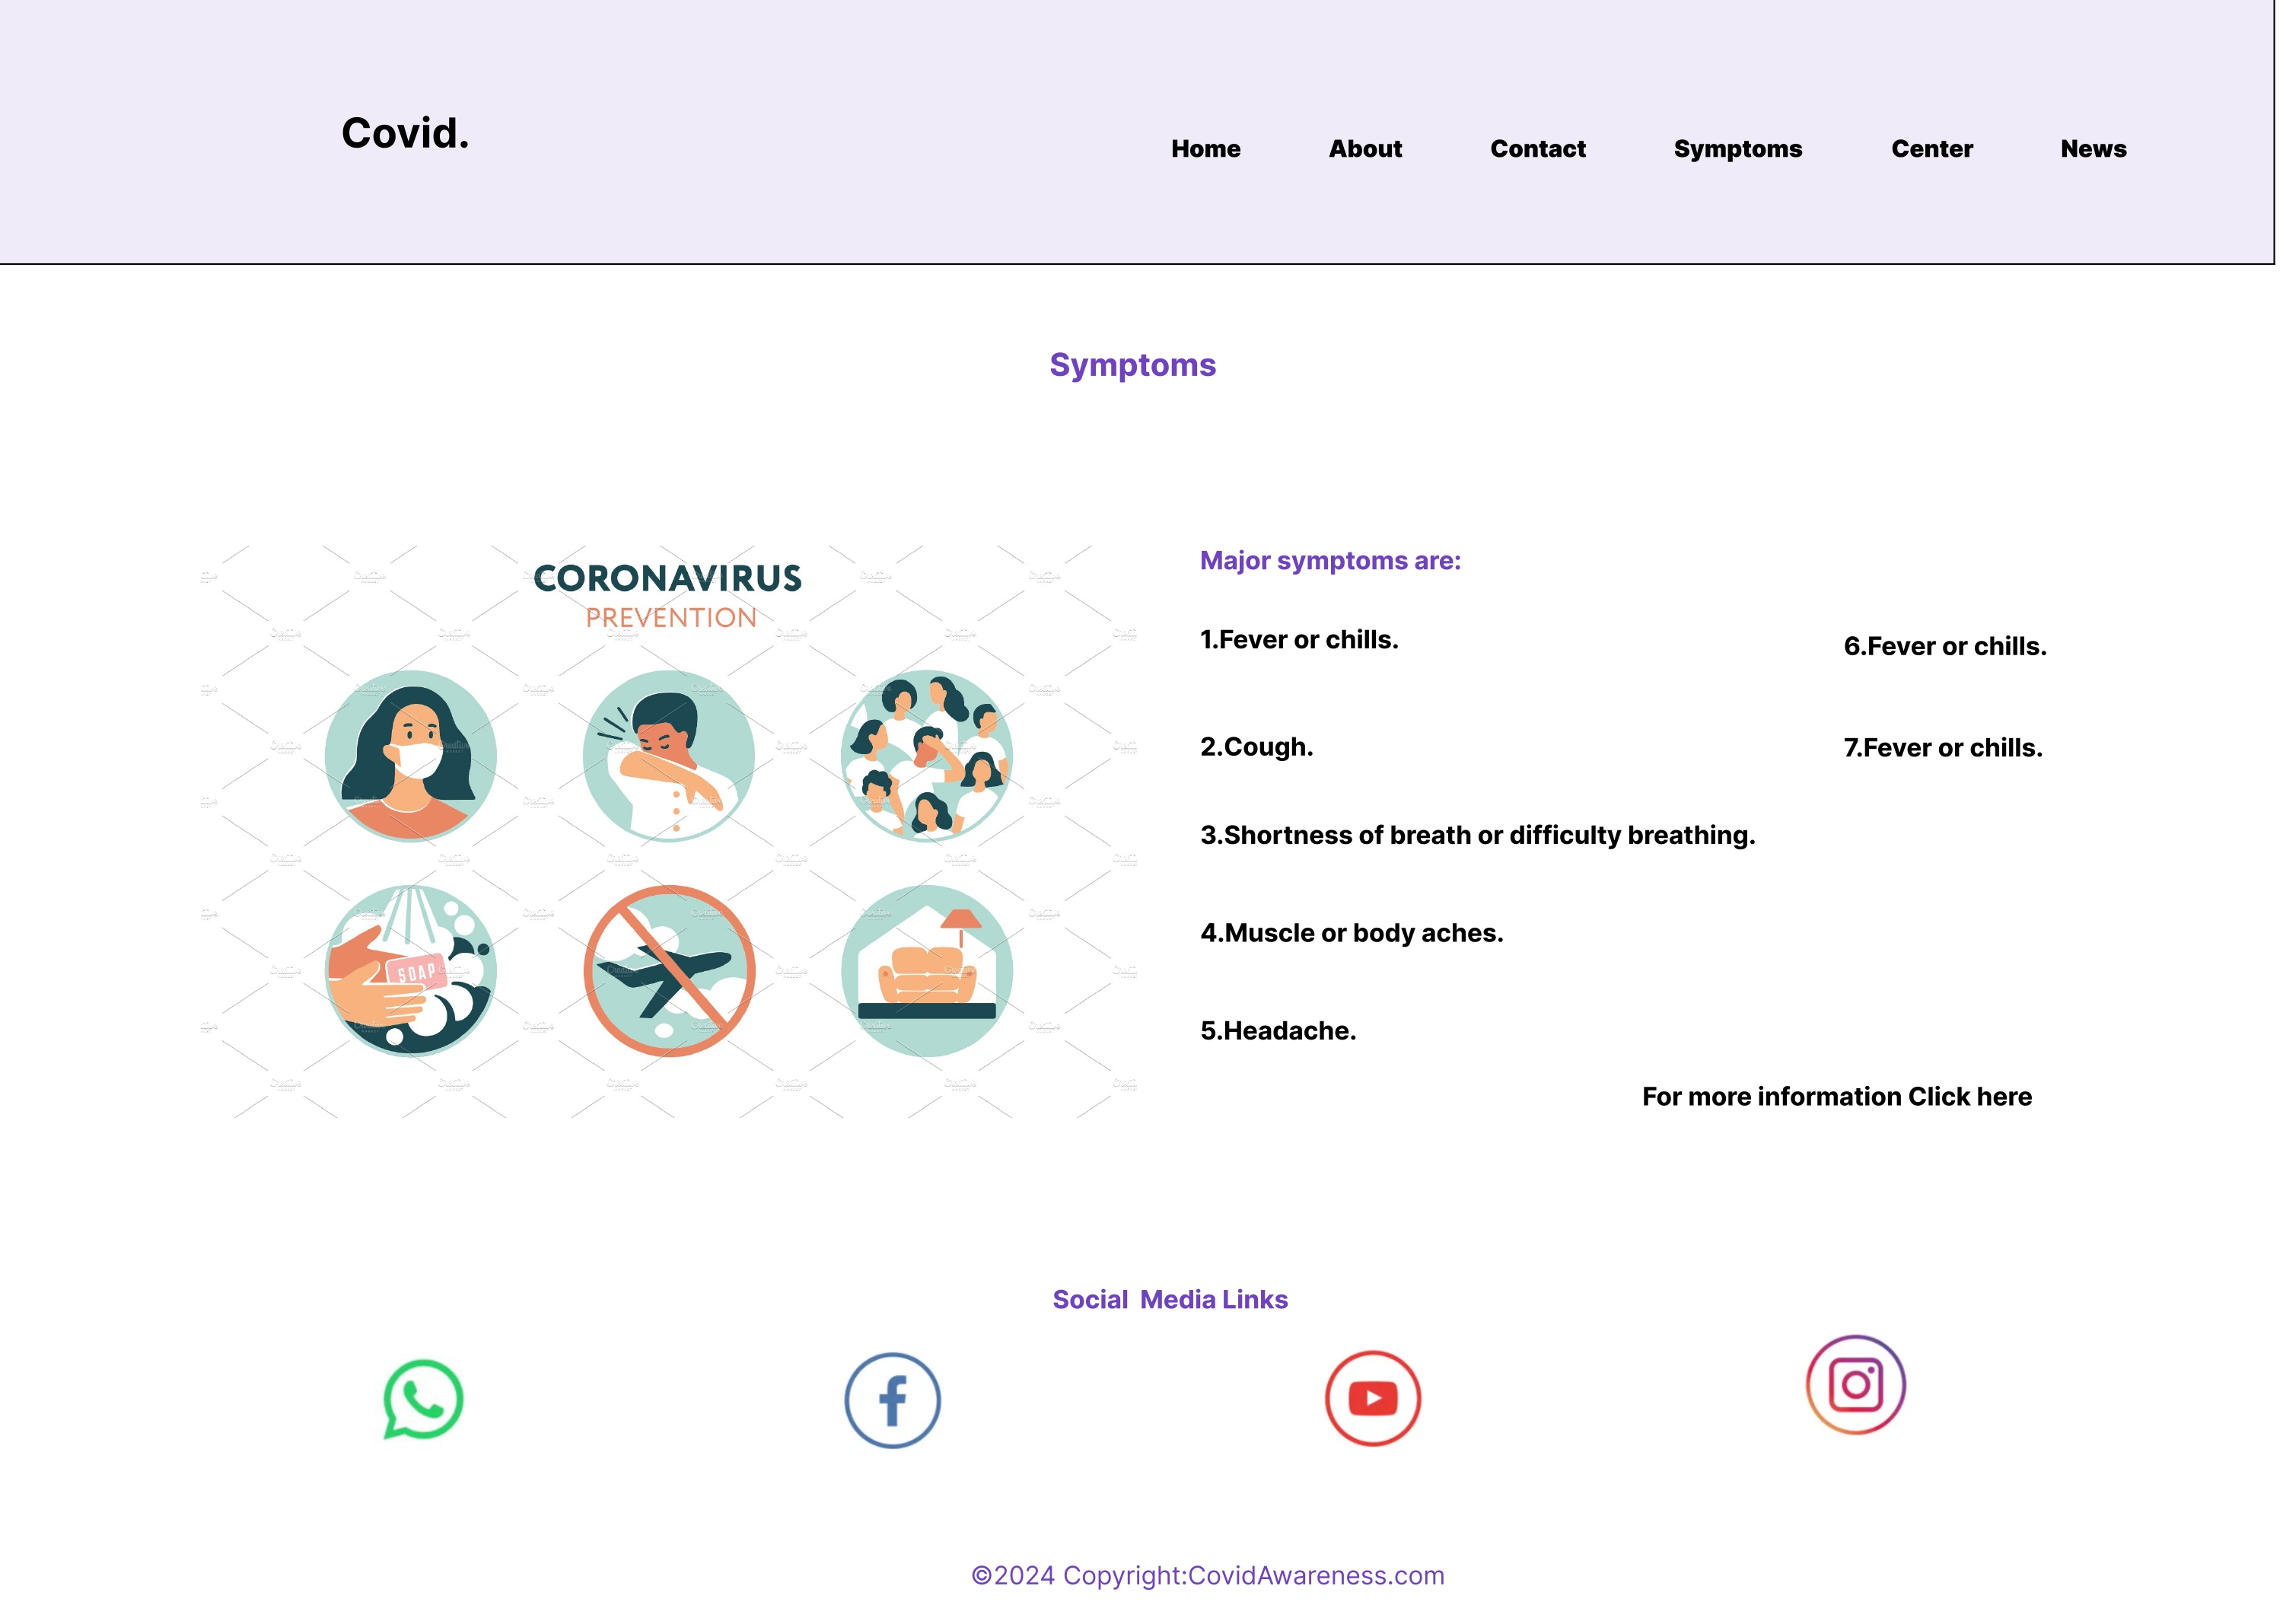 Covid.
Home About Contact Symptoms Center News
Symptoms
CORONAVIRUS
PREVENTION
SOAP
Major symptoms are:
1.Fever or chills.
2.Cough.
3.Shortness of breath or difficulty breathing.
4.Muscle or body aches.
5.Headache.
6.Fever or chills.
7.Fever or chills.
For more information Click here
Social Media Links
©2024 Copyright:CovidAwareness.com